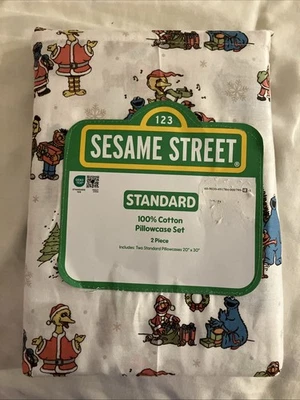 123
SESAME STREET
STANDARD
100% Cotton
Pillowcase Set
2 Piece
Includes: Two Standard Pillowcases 20" x 30"